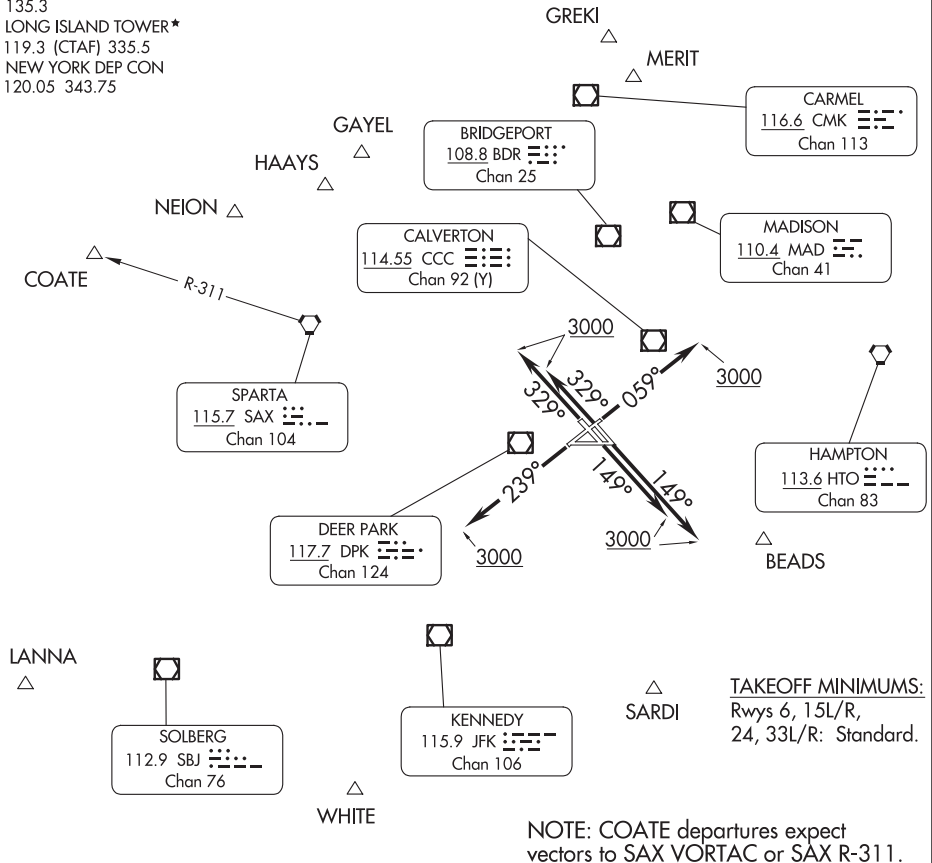 135.3
LONG ISLAND TOWER★
119.3 (CTAF) 335.5
NEW YORK DEP CON
120.05 343.75
GREKI
MERIT
CARMEL
116.6 CMK
Chan 113
BRIDGEPORT
108.8 BDR
Chan 25
GAYEL
HAAYS
NEION
COATE
R-311
MADISON
110.4 MAD
Chan 41
CALVERTON
114.55 CCC
Chan 92 (Y)
SPARTA
115.7 SAX
Chan 104
3000
3000
329°
329°
059°
239°
149°
149°
HAMPTON
113.6 HTO
Chan 83
DEER PARK
117.7 DPK
Chan 124
3000
3000
BEADS
LANNA
SOLBERG
112.9 SBJ
Chan 76
KENNEDY
115.9 JFK
Chan 106
WHITE
SARDI
TAKEOFF MINIMUMS:
Rwys 6, 15L/R,
24, 33L/R: Standard.
NOTE: COATE departures expect
vectors to SAX VORTAC or SAX R-311.